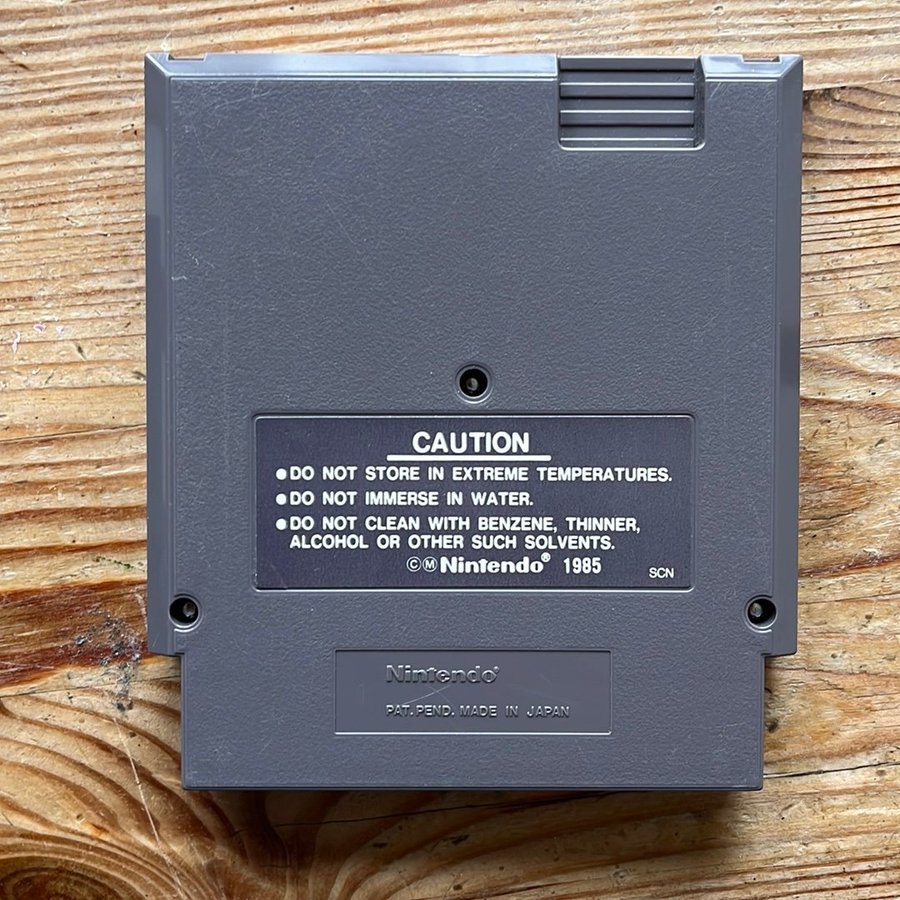 CAUTION
●DO NOT STORE IN EXTREME TEMPERATURES.
●DO NOT IMMERSE IN WATER.
●DO NOT CLEAN WITH BENZENE, THINNER,
ALCOHOL OR OTHER SUCH SOLVENTS.
©Ⓜ Nintendo® 1985
SCN
Nintendo®
PAT. PEND. MADE IN JAPAN